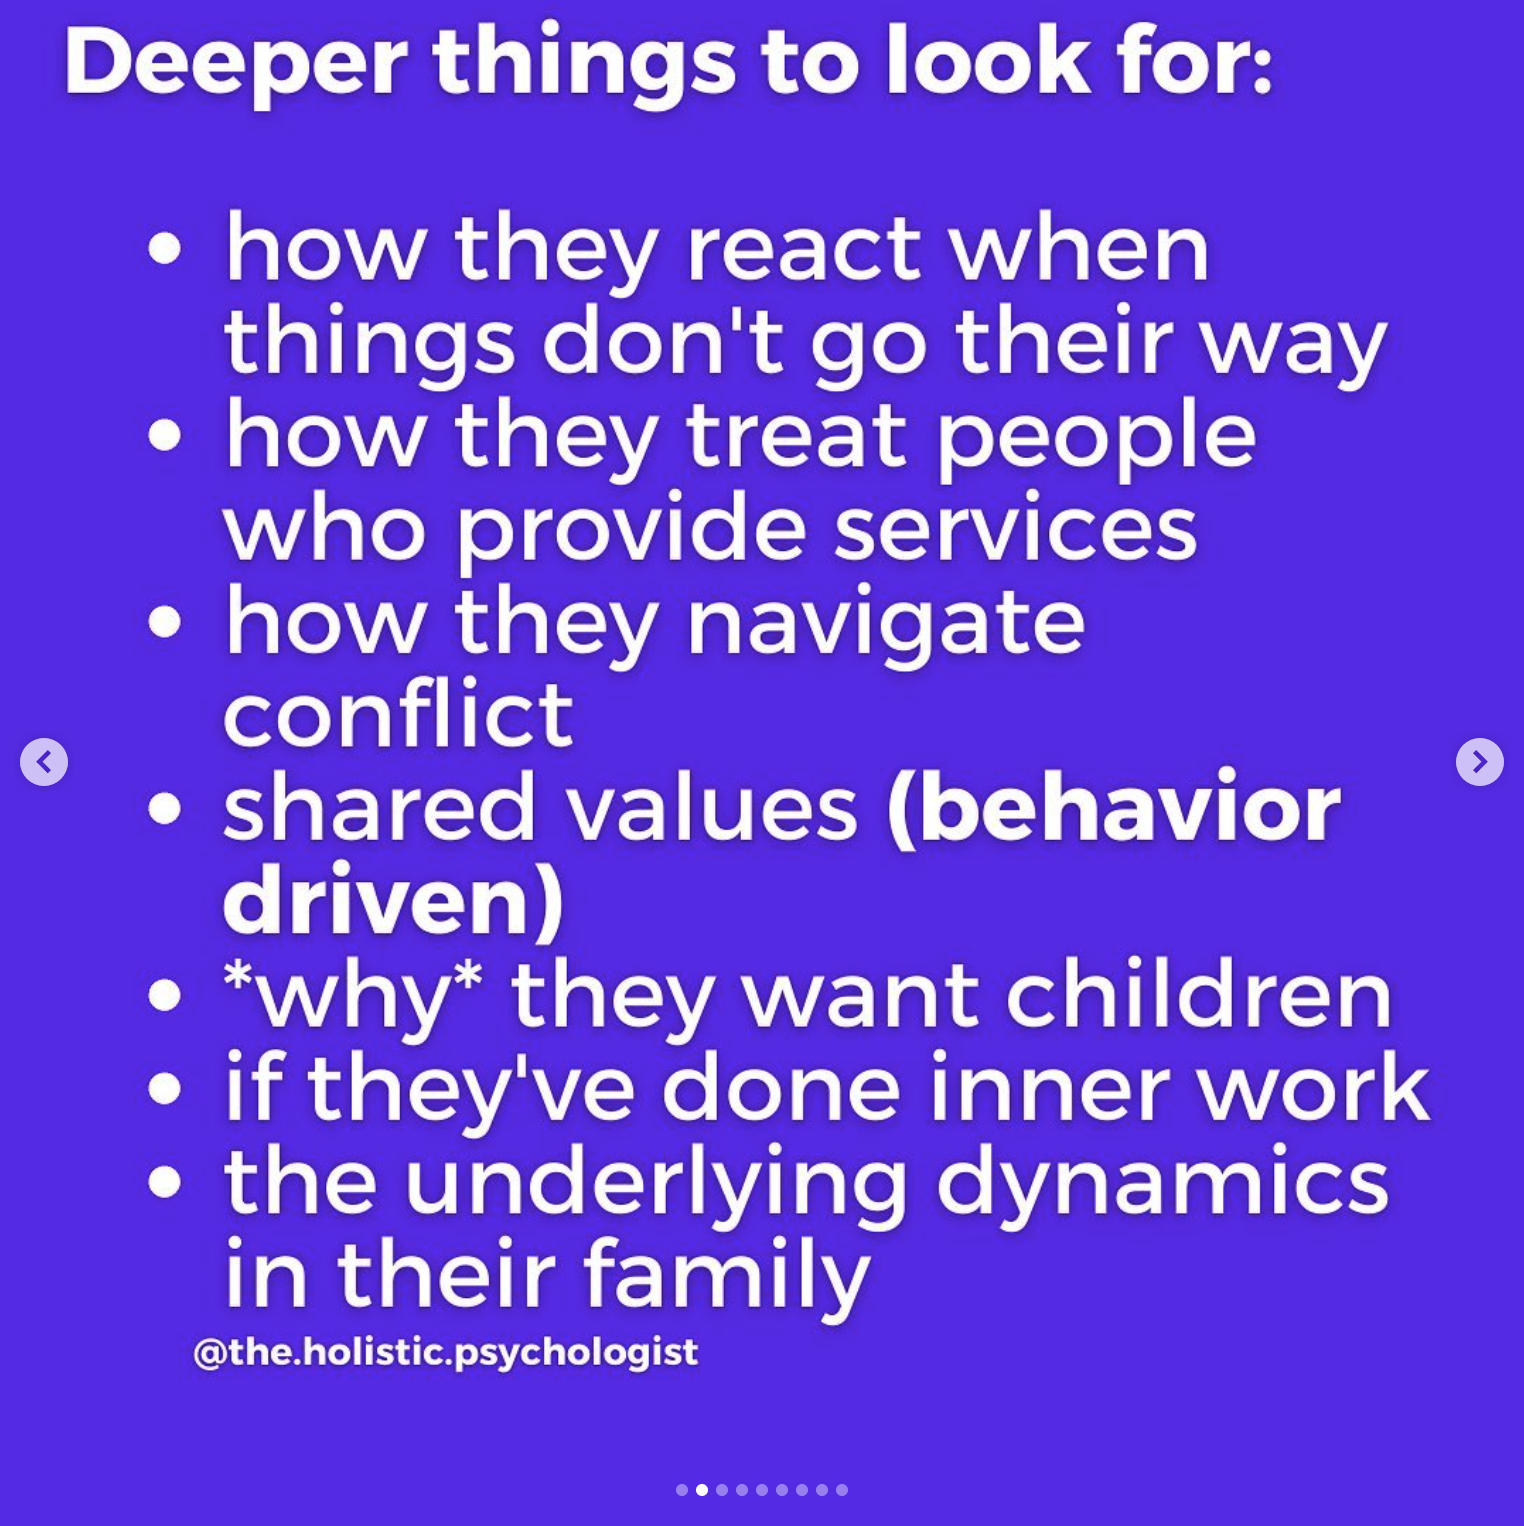 Deeper things to look for:
• how they react when
things don't go their way
• how they treat people
who provide services
• how they navigate
conflict
• shared values (behavior
driven)
• *why* they want children
• if they've done inner work
• the underlying dynamics
in their family
@the.holistic.psychologist